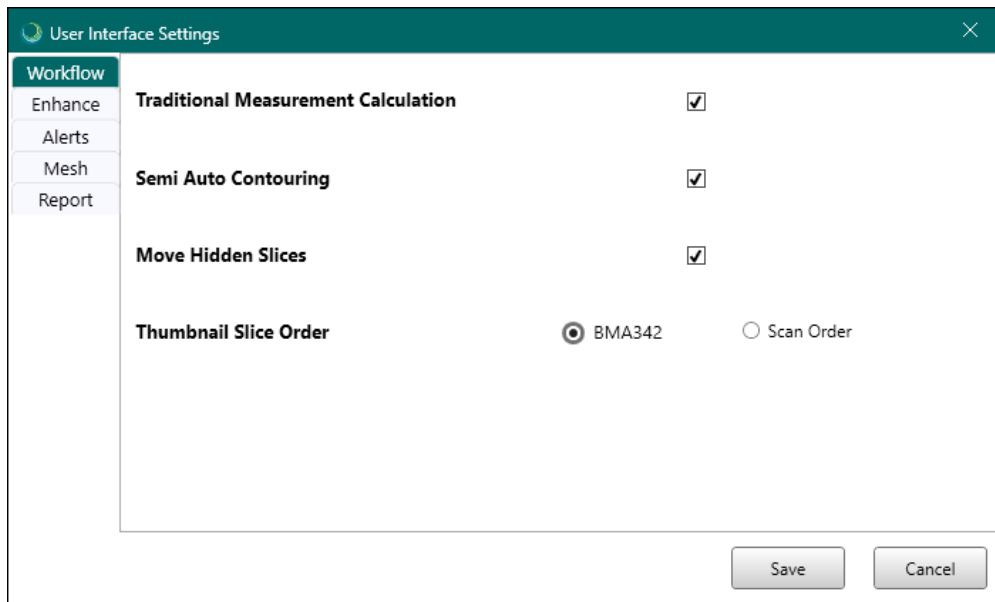 User Interface Settings
Workflow
Enhance
Alerts
Mesh
Report
Traditional Measurement Calculation
Semi Auto Contouring
Move Hidden Slices
Thumbnail Slice Order BMA342 Scan Order
Save Cancel